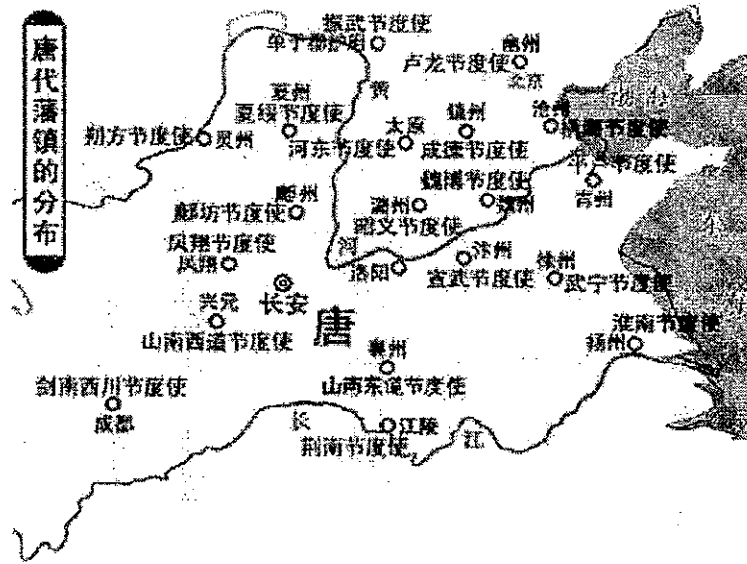 唐代藩镇的分布
振武节度使
单于都护府
幽州
卢龙节度使
北京
渤海
黄
夏州
夏绥节度使
朔方节度使
灵州
太原
河东节度使
镇州
成德节度使
沧州
横海节度使
平卢节度使
青州
魏博节度使
魏州
鄜州
鄜坊节度使
潞州
昭义节度使
东
凤翔节度使
凤翔
河
洛阳
汴州
宣武节度使
徐州
武宁节度使
长安
唐
兴元
山南西道节度使
淮南节度使
扬州
海
襄州
山南东道节度使
剑南西川节度使
成都
长
江陵
荆南节度使
江